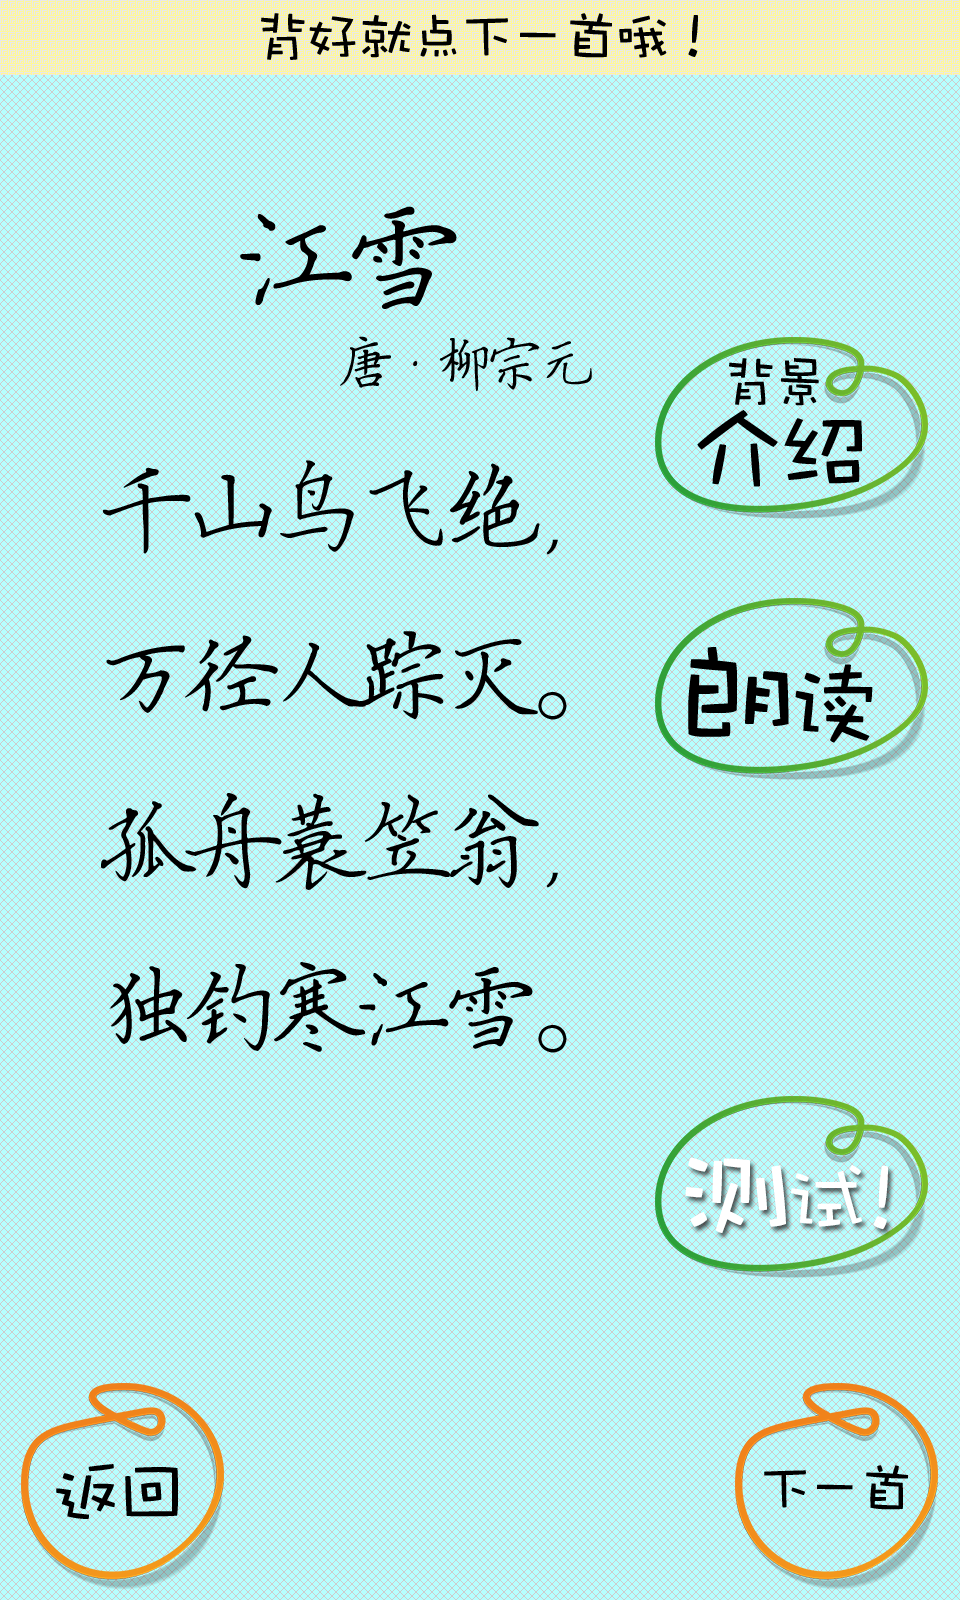 背好就点下一首哦！
江雪
唐·柳宗元
千山鸟飞绝，
万径人踪灭。
孤舟蓑笠翁，
独钓寒江雪。
背景
介绍
朗读
测试！
返回
下一首